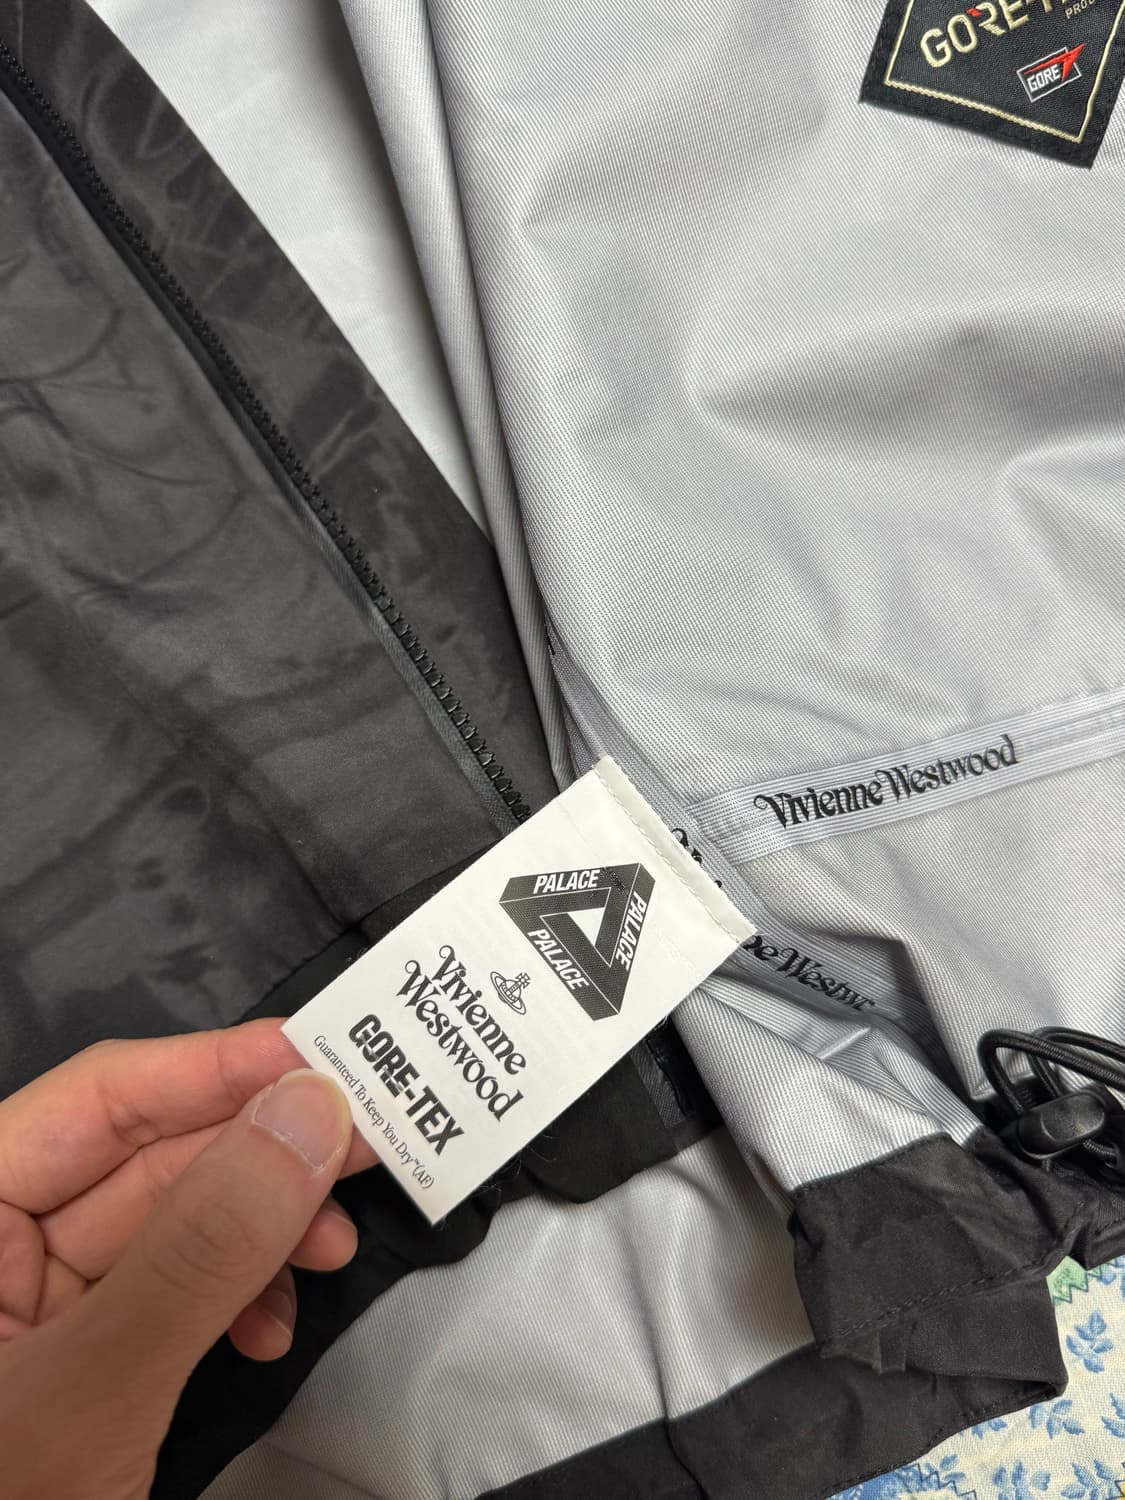 GORE-TEX
GORE
Vivienne Westwood
PALACE
PALACE
PALACE
Vivienne
Westwood
GORE-TEX
Guaranteed To Keep You Dry™(AF)